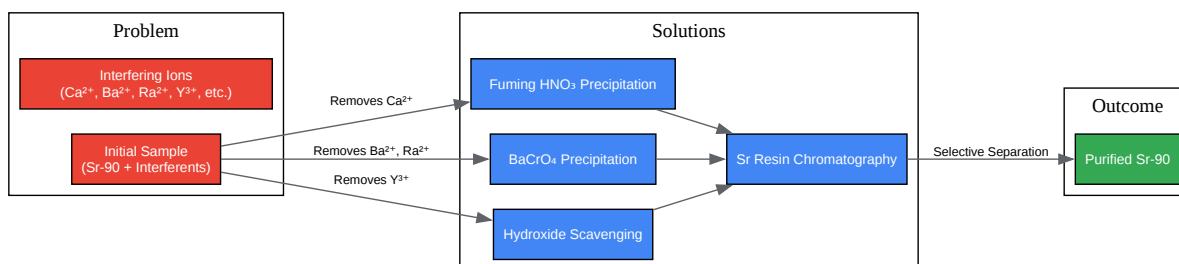 Problem
Interfering Ions
(Ca²⁺, Ba²⁺, Ra²⁺, Y³⁺, etc.)
Initial Sample
(Sr-90 + Interferents)
Removes Ca²⁺
Removes Ba²⁺, Ra²⁺
Removes Y³⁺
Solutions
Fuming HNO₃ Precipitation
BaCrO₄ Precipitation
Hydroxide Scavenging
Sr Resin Chromatography
Selective Separation
Outcome
Purified Sr-90